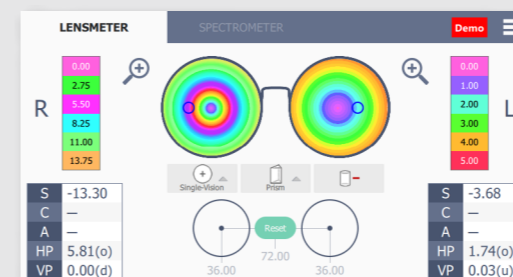 LENSMETER SPECTROMETER Demo
R
0.00
2.75
5.50
8.25
11.00
13.75
0.00
1.00
2.00
3.00
4.00
5.00
L
Single-Vision Prism
S -13.30
C —
A —
HP 5.81(o)
VP 0.00(d)
Reset
72.00
36.00 36.00
S -3.68
C —
A —
HP 1.74(o)
VP 0.03(u)